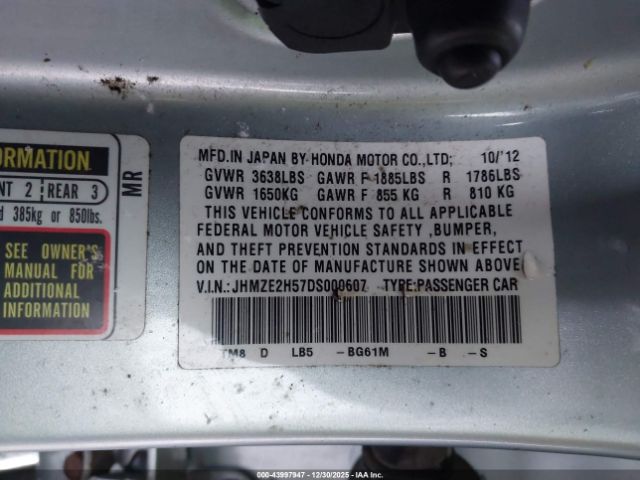 ORMATION
NT 2 REAR 3
d 385kg or 850lbs.
SEE OWNER'S
MANUAL FOR
ADDITIONAL
INFORMATION
MR
MFD.IN JAPAN BY HONDA MOTOR CO.,LTD; 10/'12
GVWR 3638LBS GAWR F 1885LBS R 1786LBS
GVWR 1650KG GAWR F 855 KG R 810 KG
THIS VEHICLE CONFORMS TO ALL APPLICABLE
FEDERAL MOTOR VEHICLE SAFETY ,BUMPER,
AND THEFT PREVENTION STANDARDS IN EFFECT
ON THE DATE OF MANUFACTURE SHOWN ABOVE
V.I.N.:JHMZE2H57DS000607 TYPE:PASSENGER CAR
TM8 D LB5 -BG61M -B -S
000-43997947 - 12/30/2025 - IAA Inc.